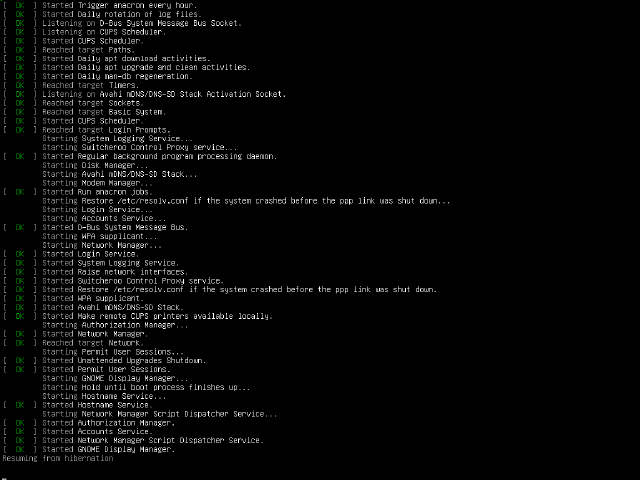 [  OK  ] Started Trigger anacron every hour.
[  OK  ] Started Daily rotation of log files.
[  OK  ] Listening on D-Bus System Message Bus Socket.
[  OK  ] Listening on CUPS Scheduler.
[  OK  ] Started CUPS Scheduler.
[  OK  ] Reached target Paths.
[  OK  ] Started Daily apt download activities.
[  OK  ] Started Daily apt upgrade and clean activities.
[  OK  ] Started Daily man-db regeneration.
[  OK  ] Reached target Timers.
[  OK  ] Listening on Avahi mDNS/DNS-SD Stack Activation Socket.
[  OK  ] Reached target Sockets.
[  OK  ] Reached target Basic System.
[  OK  ] Started CUPS Scheduler.
[  OK  ] Reached target Login Prompts.
         Starting System Logging Service...
         Starting Switcheroo Control Proxy service...
[  OK  ] Started Regular background program processing daemon.
         Starting Disk Manager...
         Starting Avahi mDNS/DNS-SD Stack...
         Starting Modem Manager...
[  OK  ] Started Run anacron jobs.
         Starting Restore /etc/resolv.conf if the system crashed before the ppp link was shut down...
         Starting Login Service...
         Starting Accounts Service...
[  OK  ] Started D-Bus System Message Bus.
         Starting WPA supplicant...
         Starting Network Manager...
[  OK  ] Started Login Service.
[  OK  ] Started System Logging Service.
[  OK  ] Started Raise network interfaces.
[  OK  ] Started Switcheroo Control Proxy service.
[  OK  ] Started Restore /etc/resolv.conf if the system crashed before the ppp link was shut down.
[  OK  ] Started WPA supplicant.
[  OK  ] Started Avahi mDNS/DNS-SD Stack.
[  OK  ] Started Make remote CUPS printers available locally.
         Starting Authorization Manager...
[  OK  ] Started Network Manager.
[  OK  ] Reached target Network.
         Starting Permit User Sessions...
[  OK  ] Started Unattended Upgrades Shutdown.
[  OK  ] Started Permit User Sessions.
         Starting GNOME Display Manager...
         Starting Hold until boot process finishes up...
         Starting Hostname Service...
[  OK  ] Started Hostname Service.
         Starting Network Manager Script Dispatcher Service...
[  OK  ] Started Authorization Manager.
[  OK  ] Started Accounts Service.
[  OK  ] Started Network Manager Script Dispatcher Service.
[  OK  ] Started GNOME Display Manager.
Resuming from hibernation